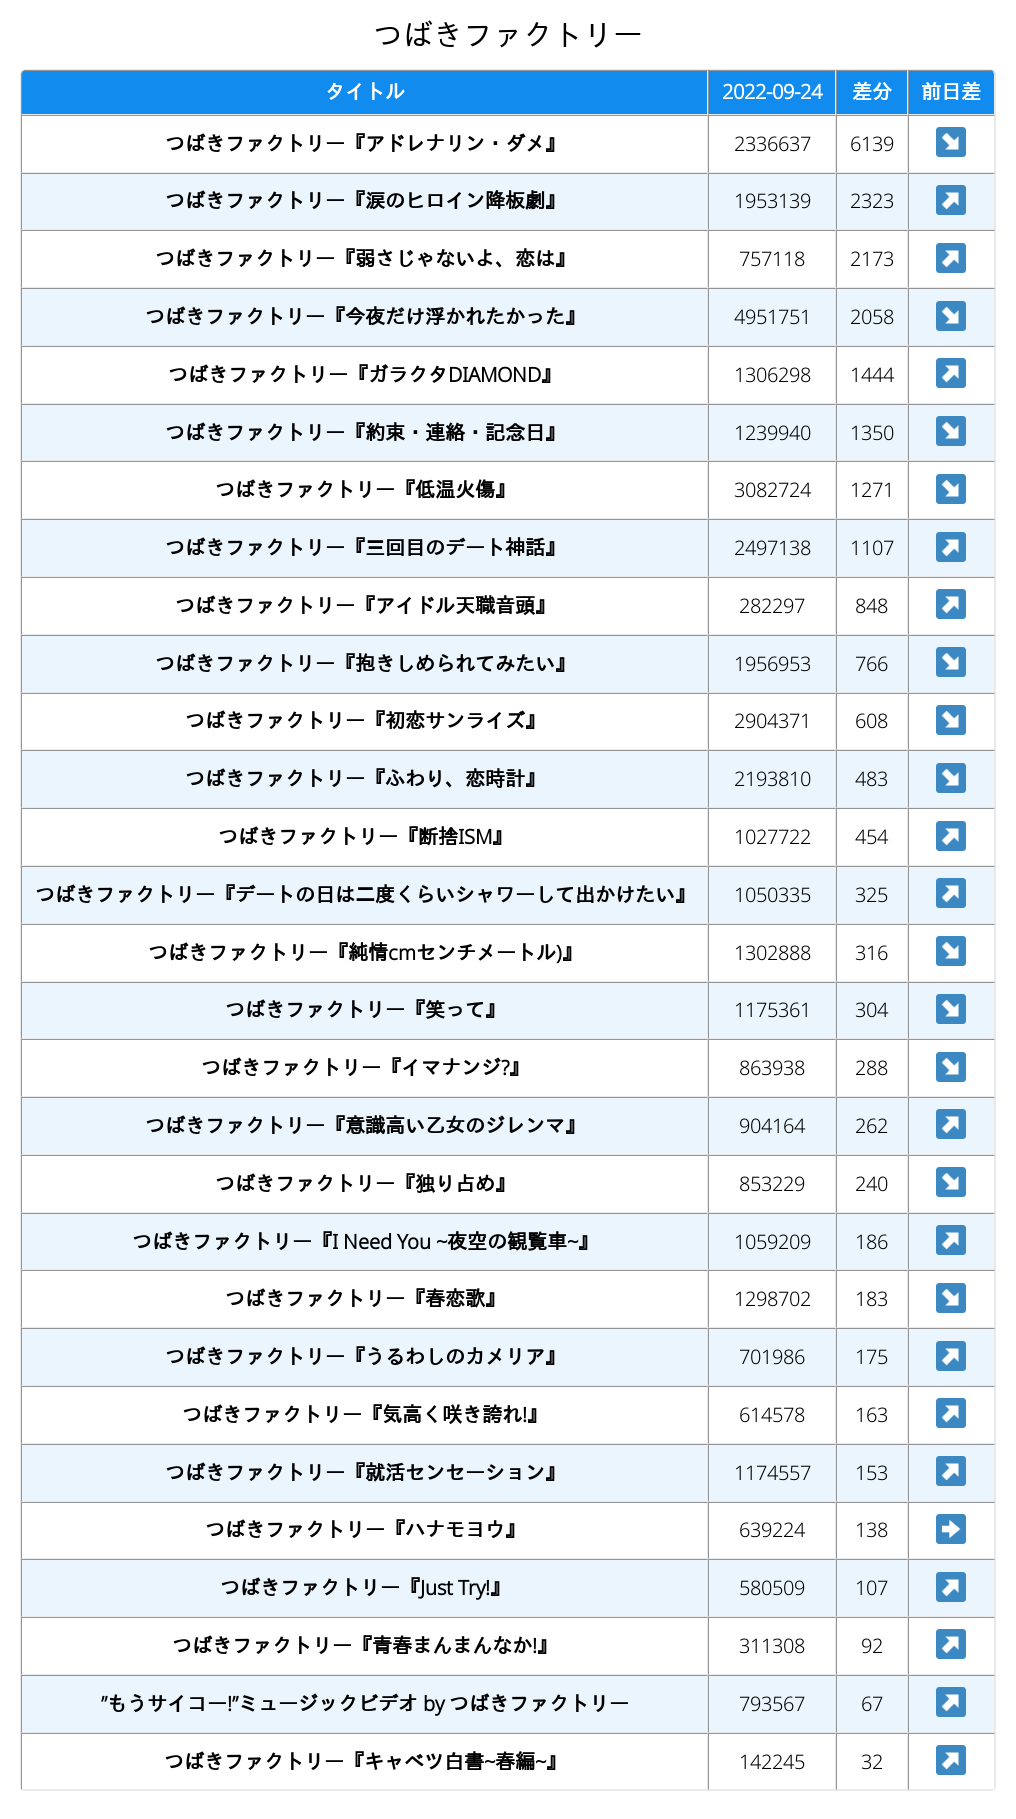 つばきファクトリー
タイトル 2022-09-24 差分 前日差
つばきファクトリー『アドレナリン・ダメ』 2336637 6139 ↘
つばきファクトリー『涙のヒロイン降板劇』 1953139 2323 ↗
つばきファクトリー『弱さじゃないよ、恋は』 757118 2173 ↗
つばきファクトリー『今夜だけ浮かれたかった』 4951751 2058 ↘
つばきファクトリー『ガラクタDIAMOND』 1306298 1444 ↗
つばきファクトリー『約束・連絡・記念日』 1239940 1350 ↘
つばきファクトリー『低温火傷』 3082724 1271 ↘
つばきファクトリー『三回目のデート神話』 2497138 1107 ↗
つばきファクトリー『アイドル天職音頭』 282297 848 ↗
つばきファクトリー『抱きしめられてみたい』 1956953 766 ↘
つばきファクトリー『初恋サンライズ』 2904371 608 ↘
つばきファクトリー『ふわり、恋時計』 2193810 483 ↘
つばきファクトリー『断捨ISM』 1027722 454 ↗
つばきファクトリー『デートの日は二度くらいシャワーして出かけたい』 1050335 325 ↗
つばきファクトリー『純情cmセンチメートル)』 1302888 316 ↘
つばきファクトリー『笑って』 1175361 304 ↘
つばきファクトリー『イマナンジ?』 863938 288 ↘
つばきファクトリー『意識高い乙女のジレンマ』 904164 262 ↗
つばきファクトリー『独り占め』 853229 240 ↘
つばきファクトリー『I Need You ~夜空の観覧車~』 1059209 186 ↗
つばきファクトリー『春恋歌』 1298702 183 ↘
つばきファクトリー『うるわしのカメリア』 701986 175 ↗
つばきファクトリー『気高く咲き誇れ!』 614578 163 ↗
つばきファクトリー『就活センセーション』 1174557 153 ↗
つばきファクトリー『ハナモヨウ』 639224 138 ➡
つばきファクトリー『Just Try!』 580509 107 ↗
つばきファクトリー『青春まんまんなか!』 311308 92 ↗
”もうサイコー!”ミュージックビデオ by つばきファクトリー 793567 67 ↗
つばきファクトリー『キャベツ白書~春編~』 142245 32 ↗